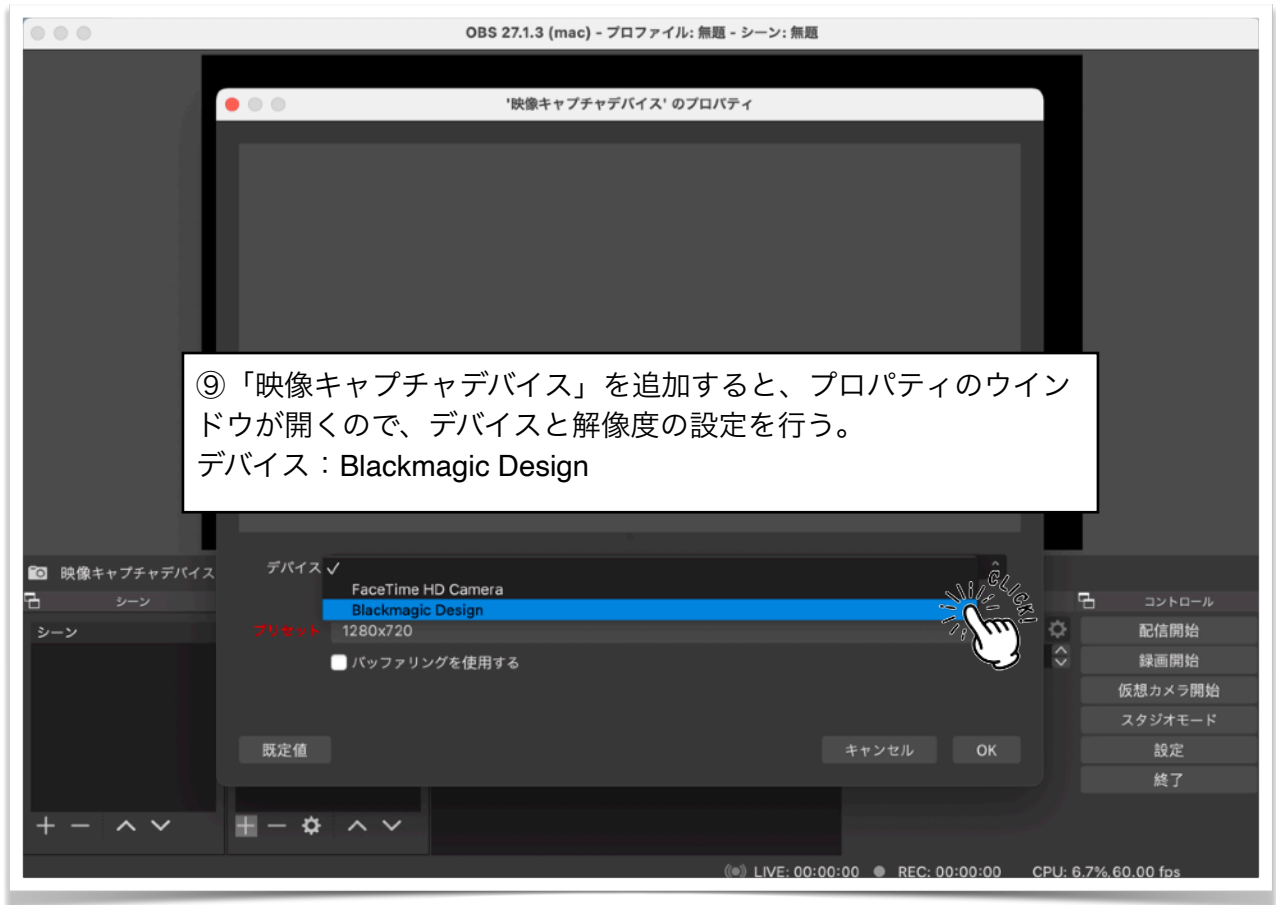 OBS 27.1.3 (mac) - プロファイル: 無題 - シーン: 無題
'映像キャプチャデバイス' のプロパティ
⑨「映像キャプチャデバイス」を追加すると、プロパティのウイン
ドウが開くので、デバイスと解像度の設定を行う。
デバイス：Blackmagic Design
映像キャプチャデバイス
デバイス
FaceTime HD Camera
Blackmagic Design
CLICK!
プリセット 1280x720
バッファリングを使用する
シーン
シーン
コントロール
配信開始
録画開始
仮想カメラ開始
スタジオモード
設定
終了
既定値 キャンセル OK
LIVE: 00:00:00 REC: 00:00:00 CPU: 6.7%,60.00 fps